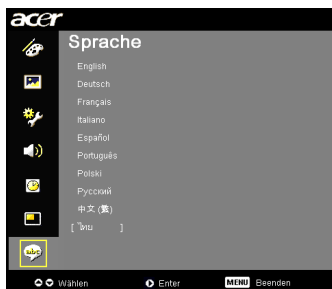 acer
Sprache
English
Deutsch
Français
Italiano
Español
Português
Polski
Русский
中文 (繁)
[ ไทย ]
abc
Wählen Enter MENU Beenden